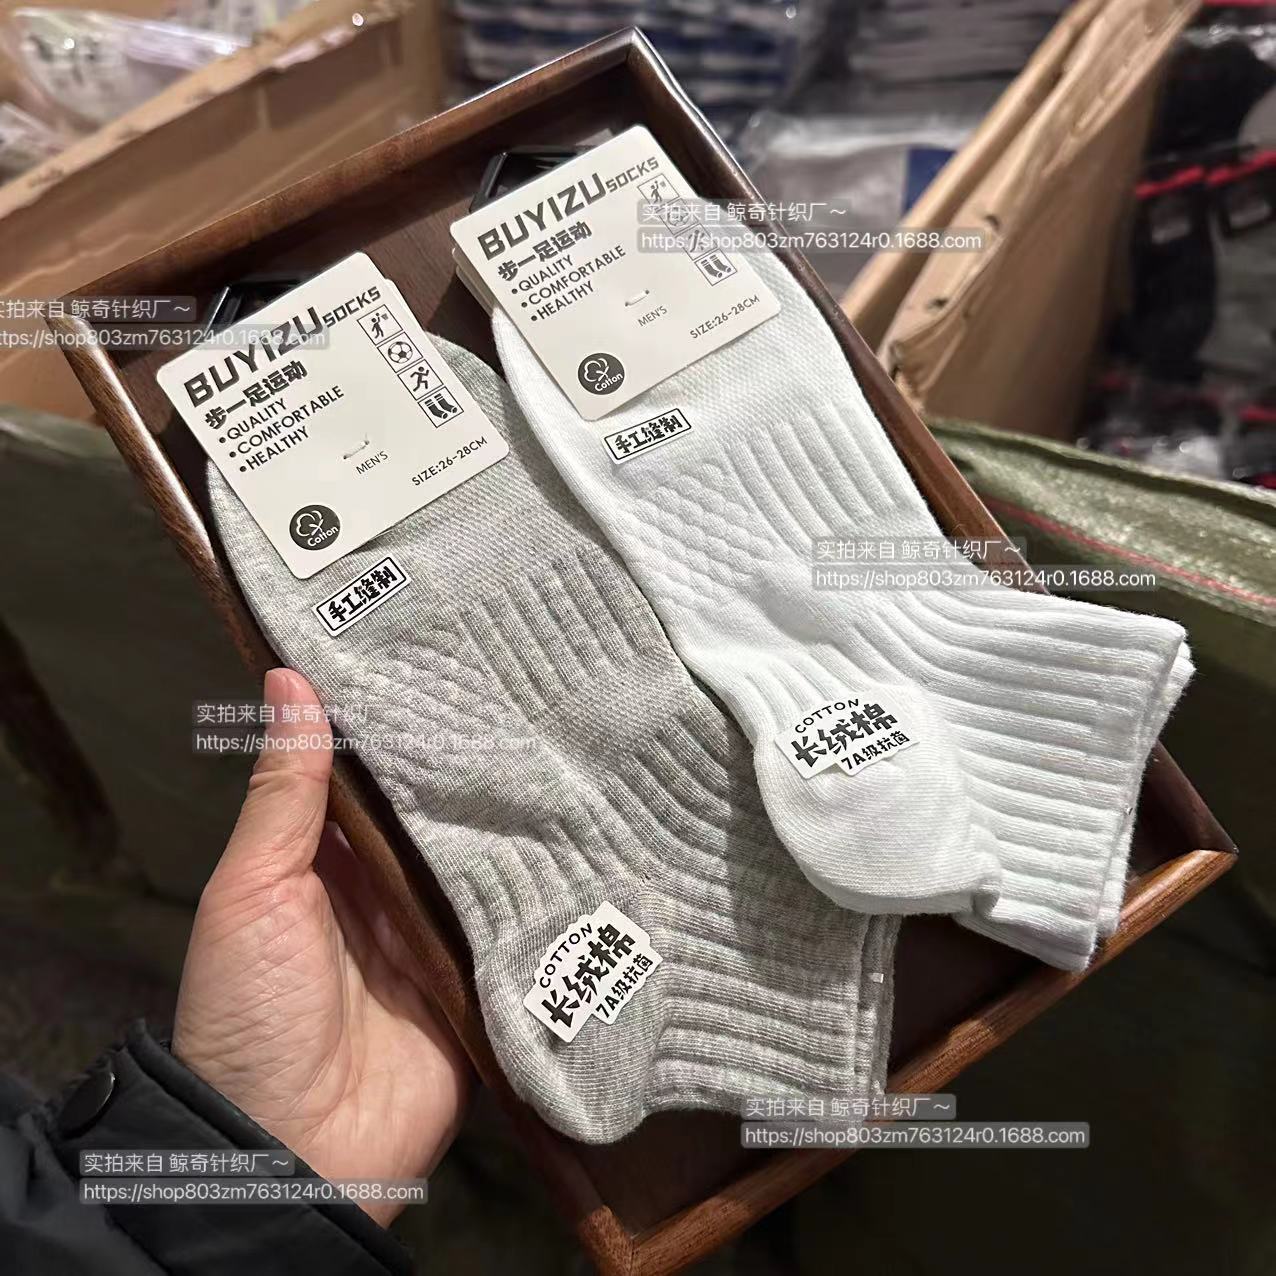 BUYIZU SOCKS
步一足运动
•QUALITY
•COMFORTABLE
•HEALTHY
MEN'S
SIZE:26-28CM
Cotton
手工缝制
COTTON
长绒棉
7A级抗菌
BUYIZU SOCKS
步一足运动
•QUALITY
•COMFORTABLE
•HEALTHY
MEN'S
SIZE:26-28CM
Cotton
手工缝制
COTTON
长绒棉
7A级抗菌
实拍来自 鲸奇针织厂～
https://shop803zm763124r0.1688.com
实拍来自 鲸奇针织厂～
https://shop803zm763124r0.1688.com
实拍来自 鲸奇针织厂～
https://shop803zm763124r0.1688.com
实拍来自 鲸奇针织厂
https://shop803zm763124r0.1688.com
实拍来自 鲸奇针织厂～
https://shop803zm763124r0.1688.com
实拍来自 鲸奇针织厂～
https://shop803zm763124r0.1688.com